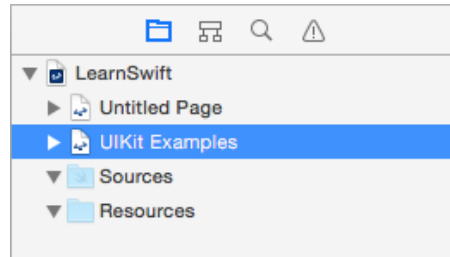 LearnSwift
Untitled Page
UIKit Examples
Sources
Resources